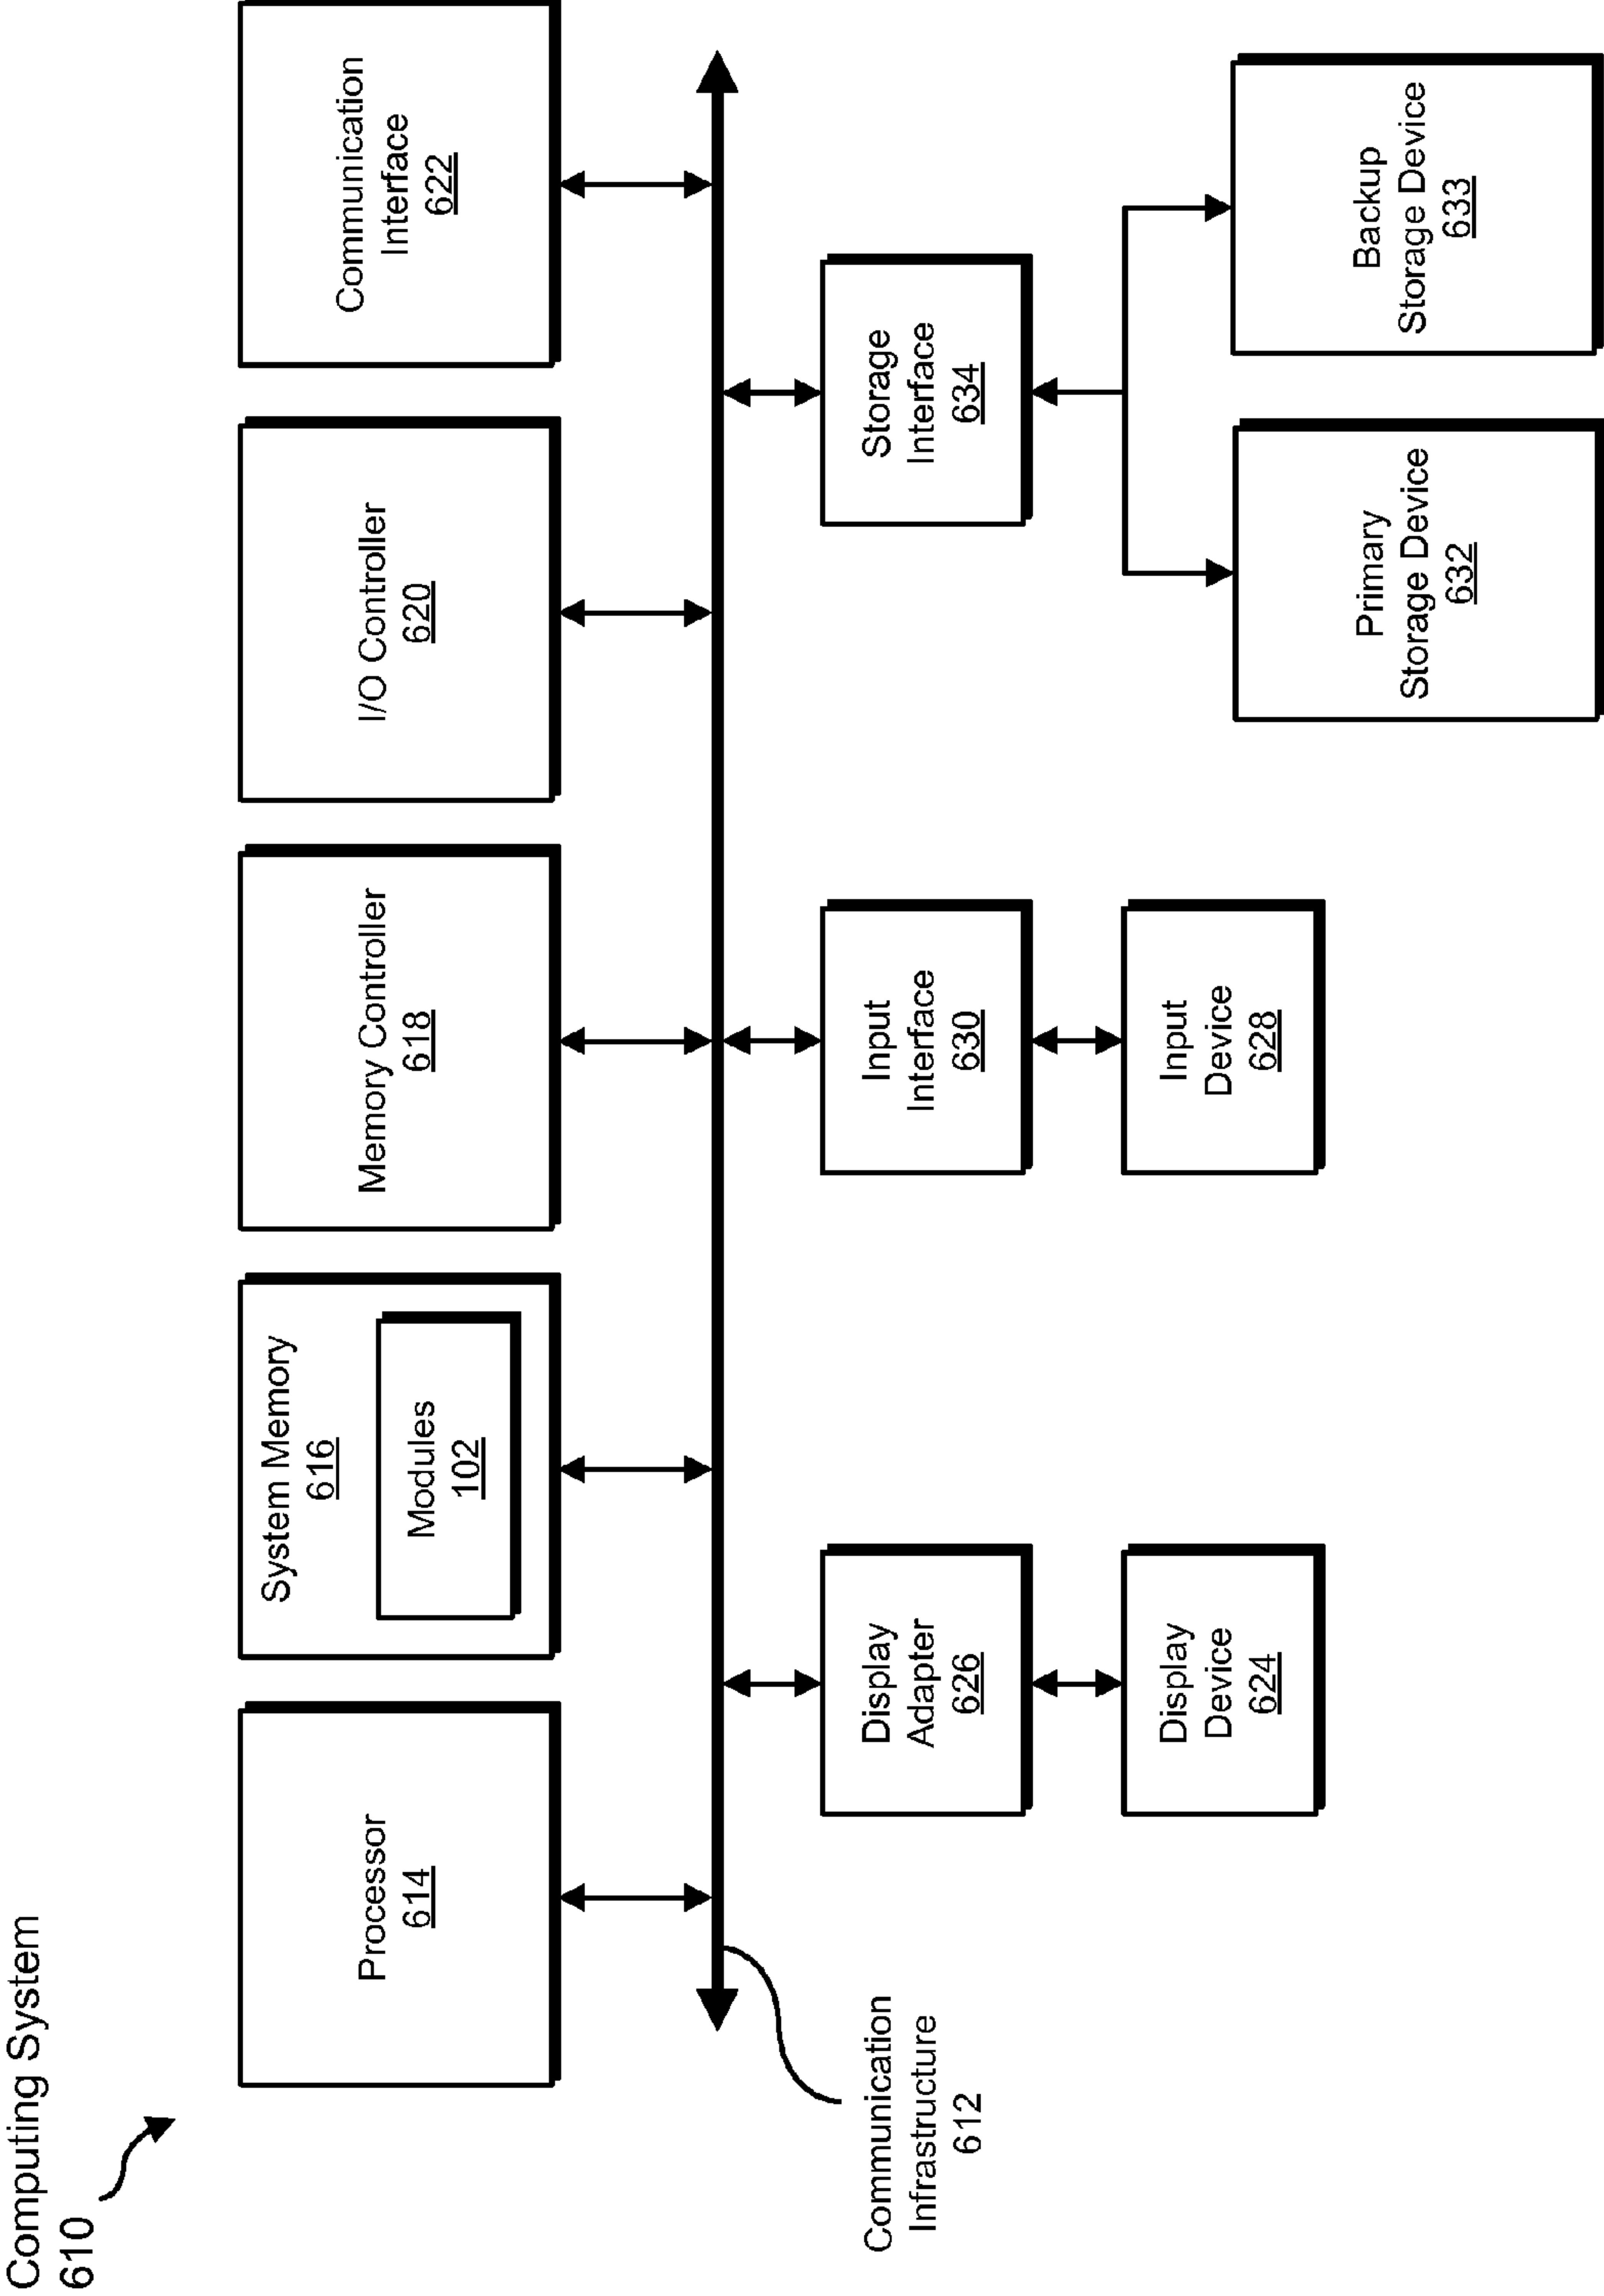 Computing System
610
Processor
614
System Memory
616
Modules
102
Memory Controller
618
I/O Controller
620
Communication
Interface
622
Communication
Infrastructure
612
Display
Adapter
626
Input
Interface
630
Storage
Interface
634
Display
Device
624
Input
Device
628
Primary
Storage Device
632
Backup
Storage Device
633